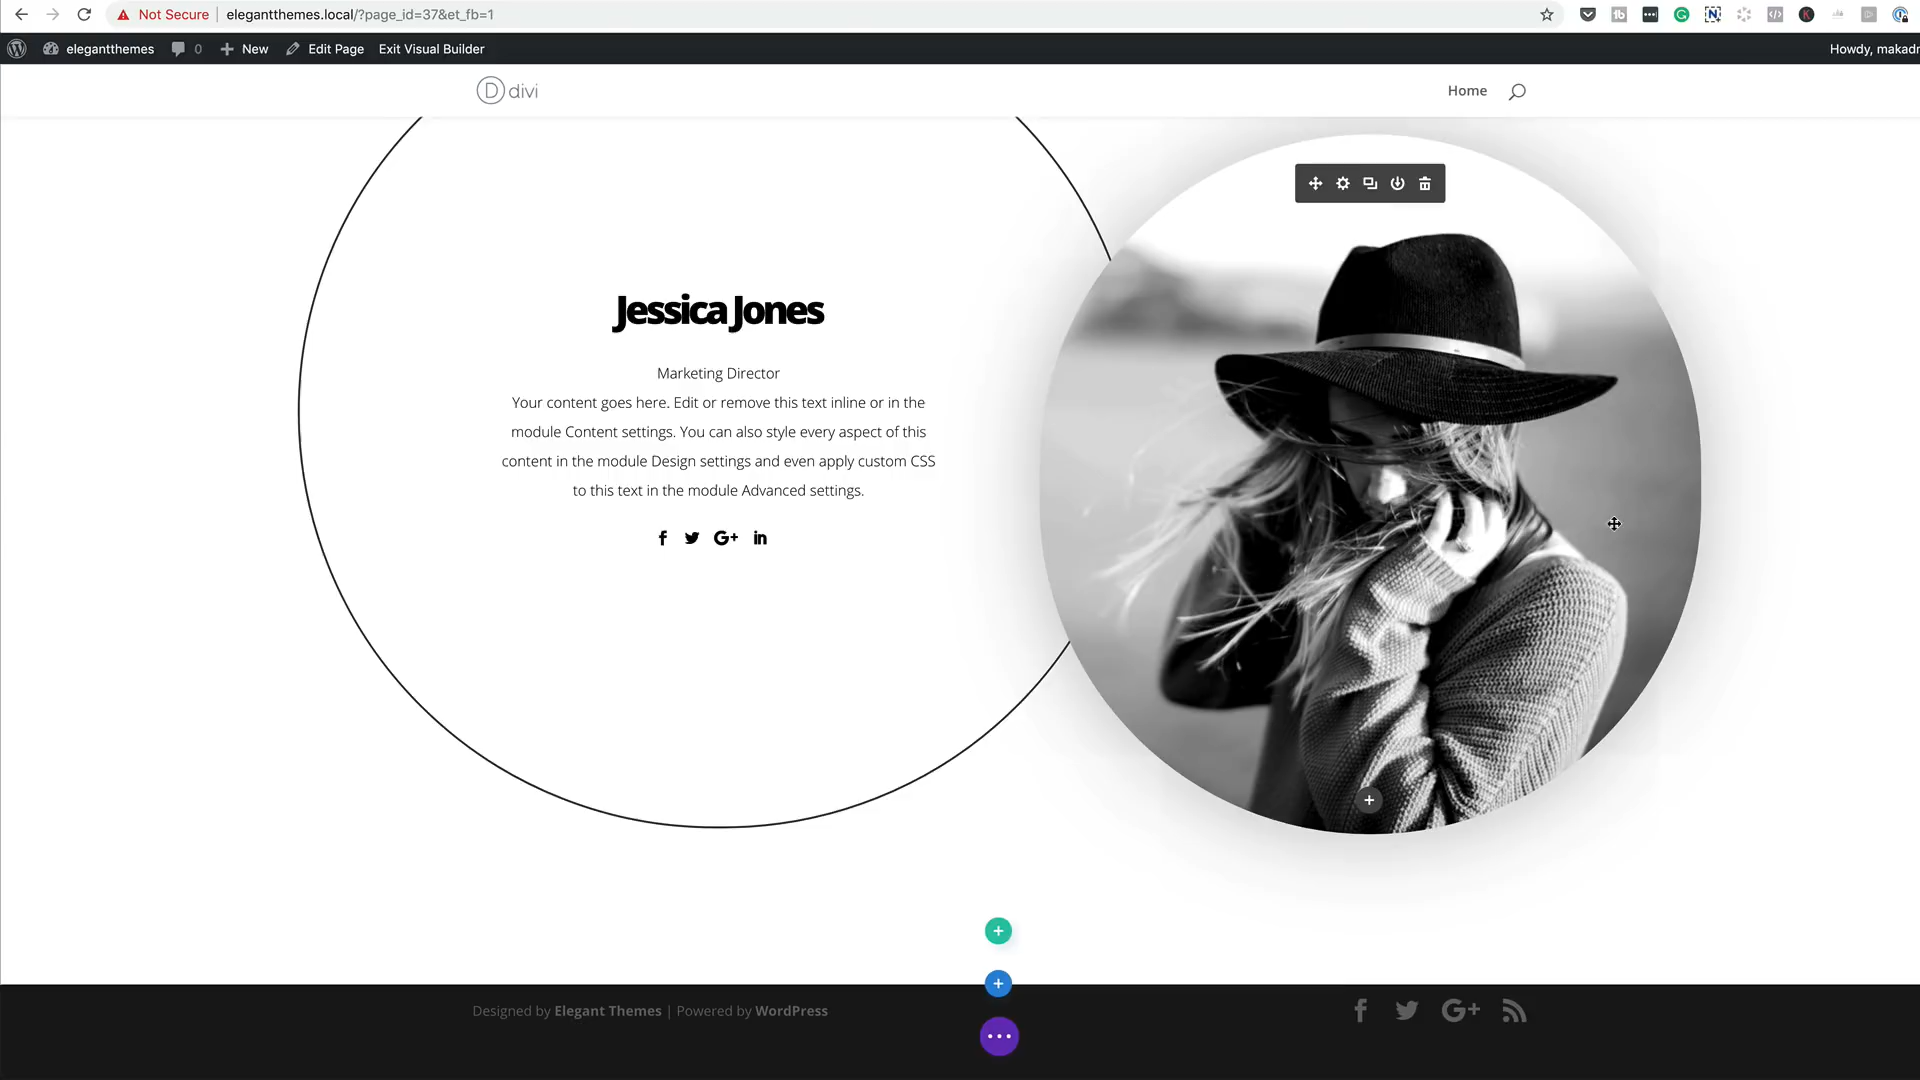 Not Secure | elegantthemes.local/?page_id=37&et_fb=1
elegantthemes 0 New Edit Page Exit Visual Builder
Howdy, makadr
D divi
Home
Jessica Jones
Marketing Director
Your content goes here. Edit or remove this text inline or in the
module Content settings. You can also style every aspect of this
content in the module Design settings and even apply custom CSS
to this text in the module Advanced settings.
Designed by Elegant Themes | Powered by WordPress